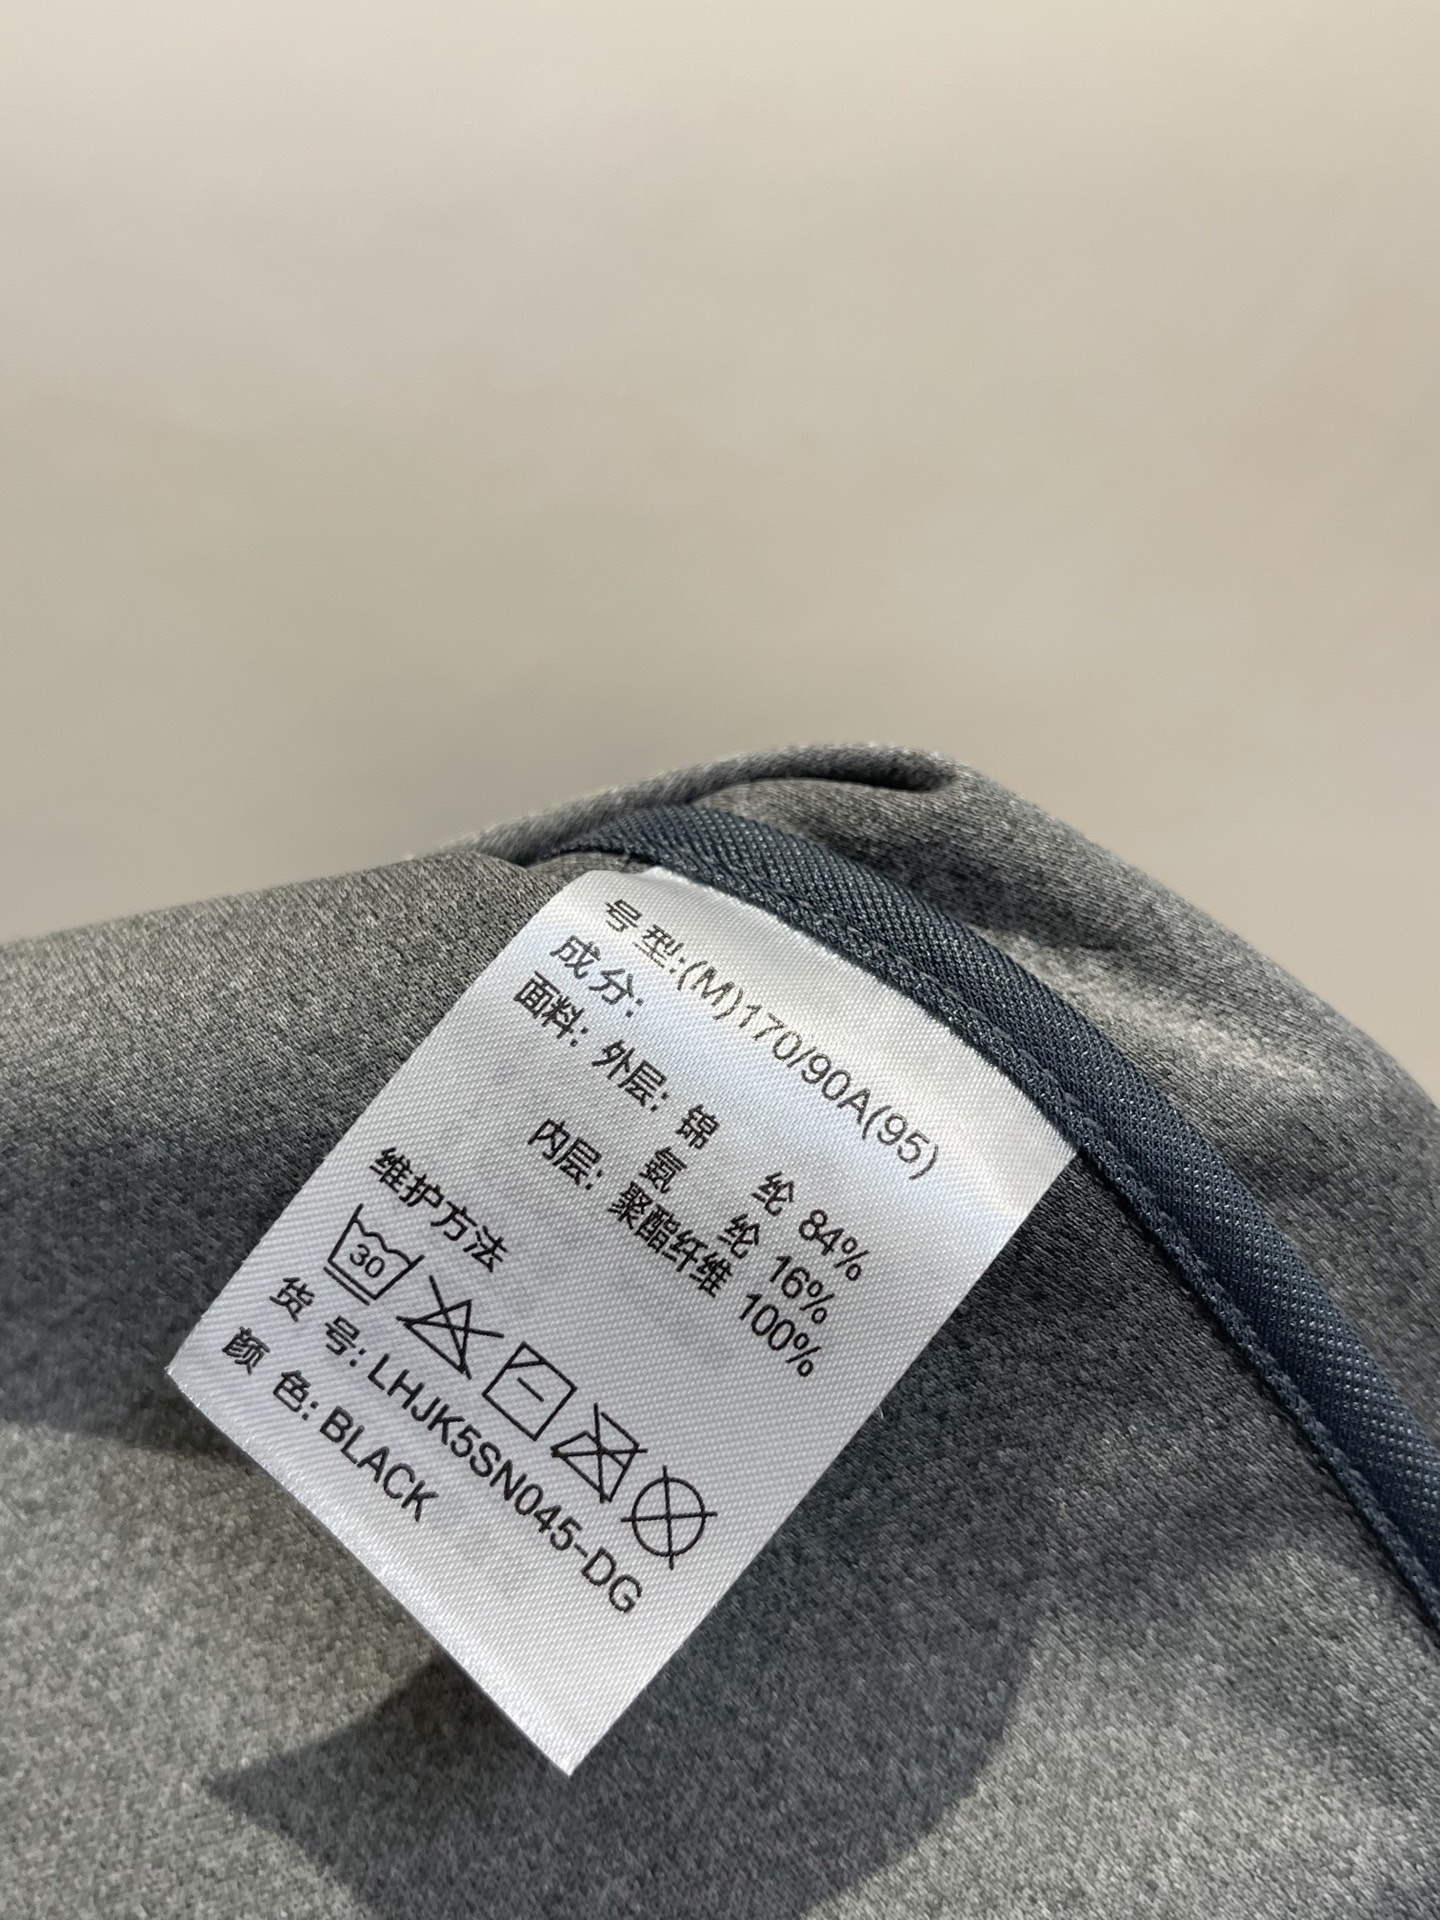 号型:(M)170/90A(95)
成分:
面料: 外层: 锦 纶 84%
氨 纶 16%
内层: 聚酯纤维 100%
维护方法
30
货 号: LHJK5SN045-DG
颜 色: BLACK